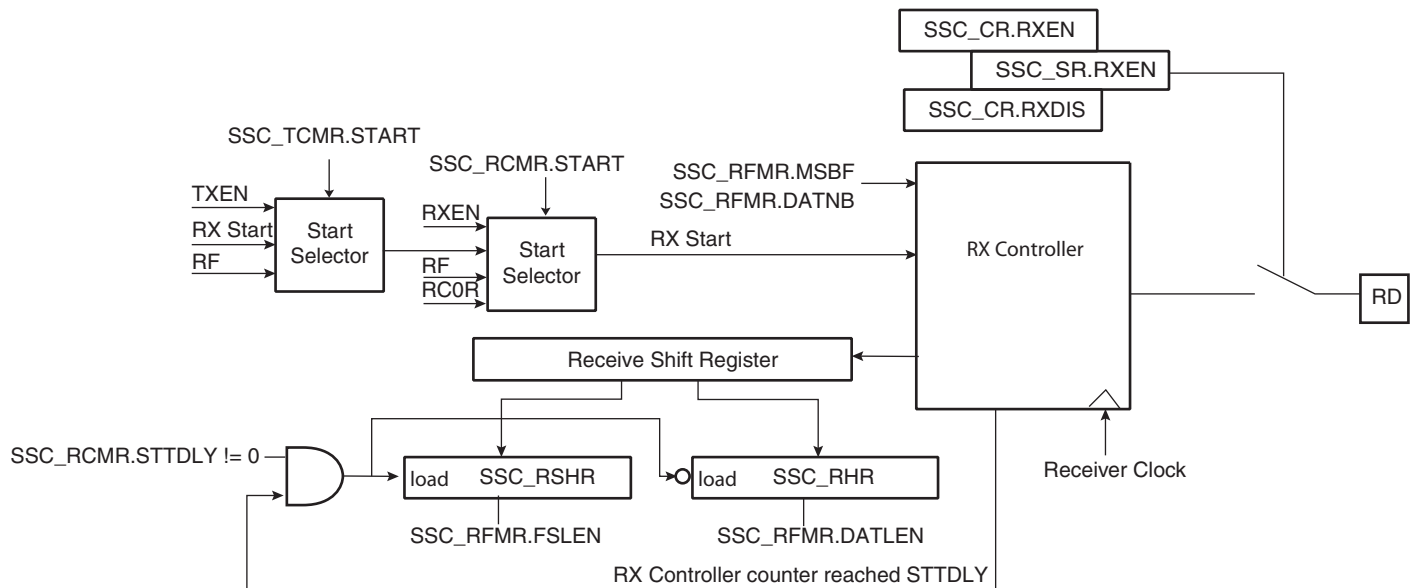 SSC_CR.RXEN
SSC_SR.RXEN
SSC_CR.RXDIS
SSC_TCMR.START
SSC_RCMR.START
SSC_RFMR.MSBF
SSC_RFMR.DATNB
TXEN
RX Start
RF
Start
Selector
RXEN
RF
RC0R
Start
Selector
RX Start
RX Controller
RD
Receive Shift Register
SSC_RCMR.STTDLY != 0
load
SSC_RSHR
load
SSC_RHR
Receiver Clock
SSC_RFMR.FSLEN
SSC_RFMR.DATLEN
RX Controller counter reached STTDLY